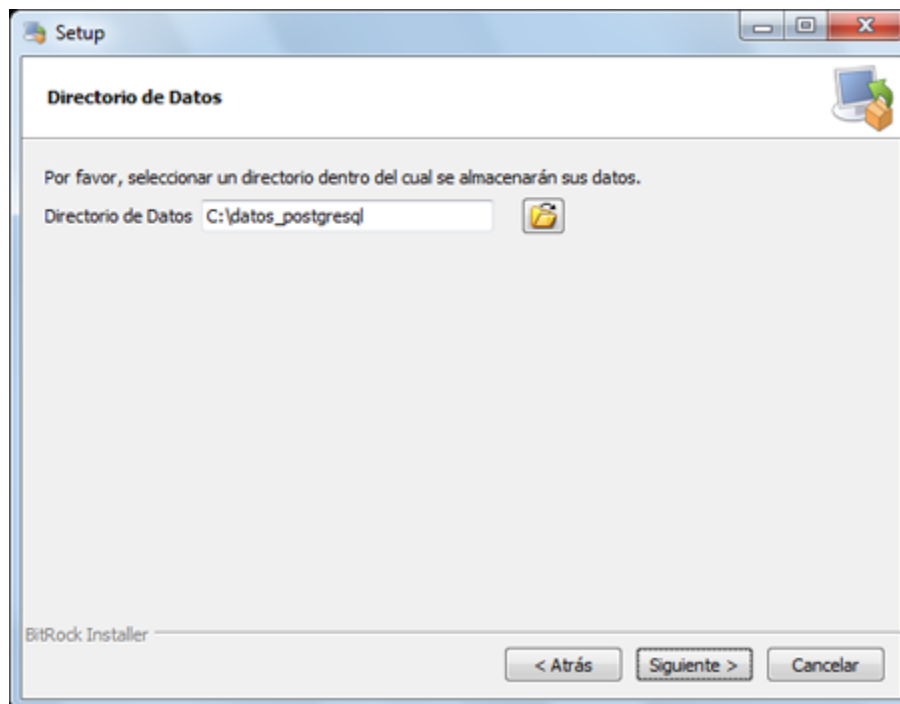 Setup
Directorio de Datos
Por favor, seleccionar un directorio dentro del cual se almacenarán sus datos.
Directorio de Datos C:\datos_postgresql
BitRock Installer
< Atrás Siguiente > Cancelar